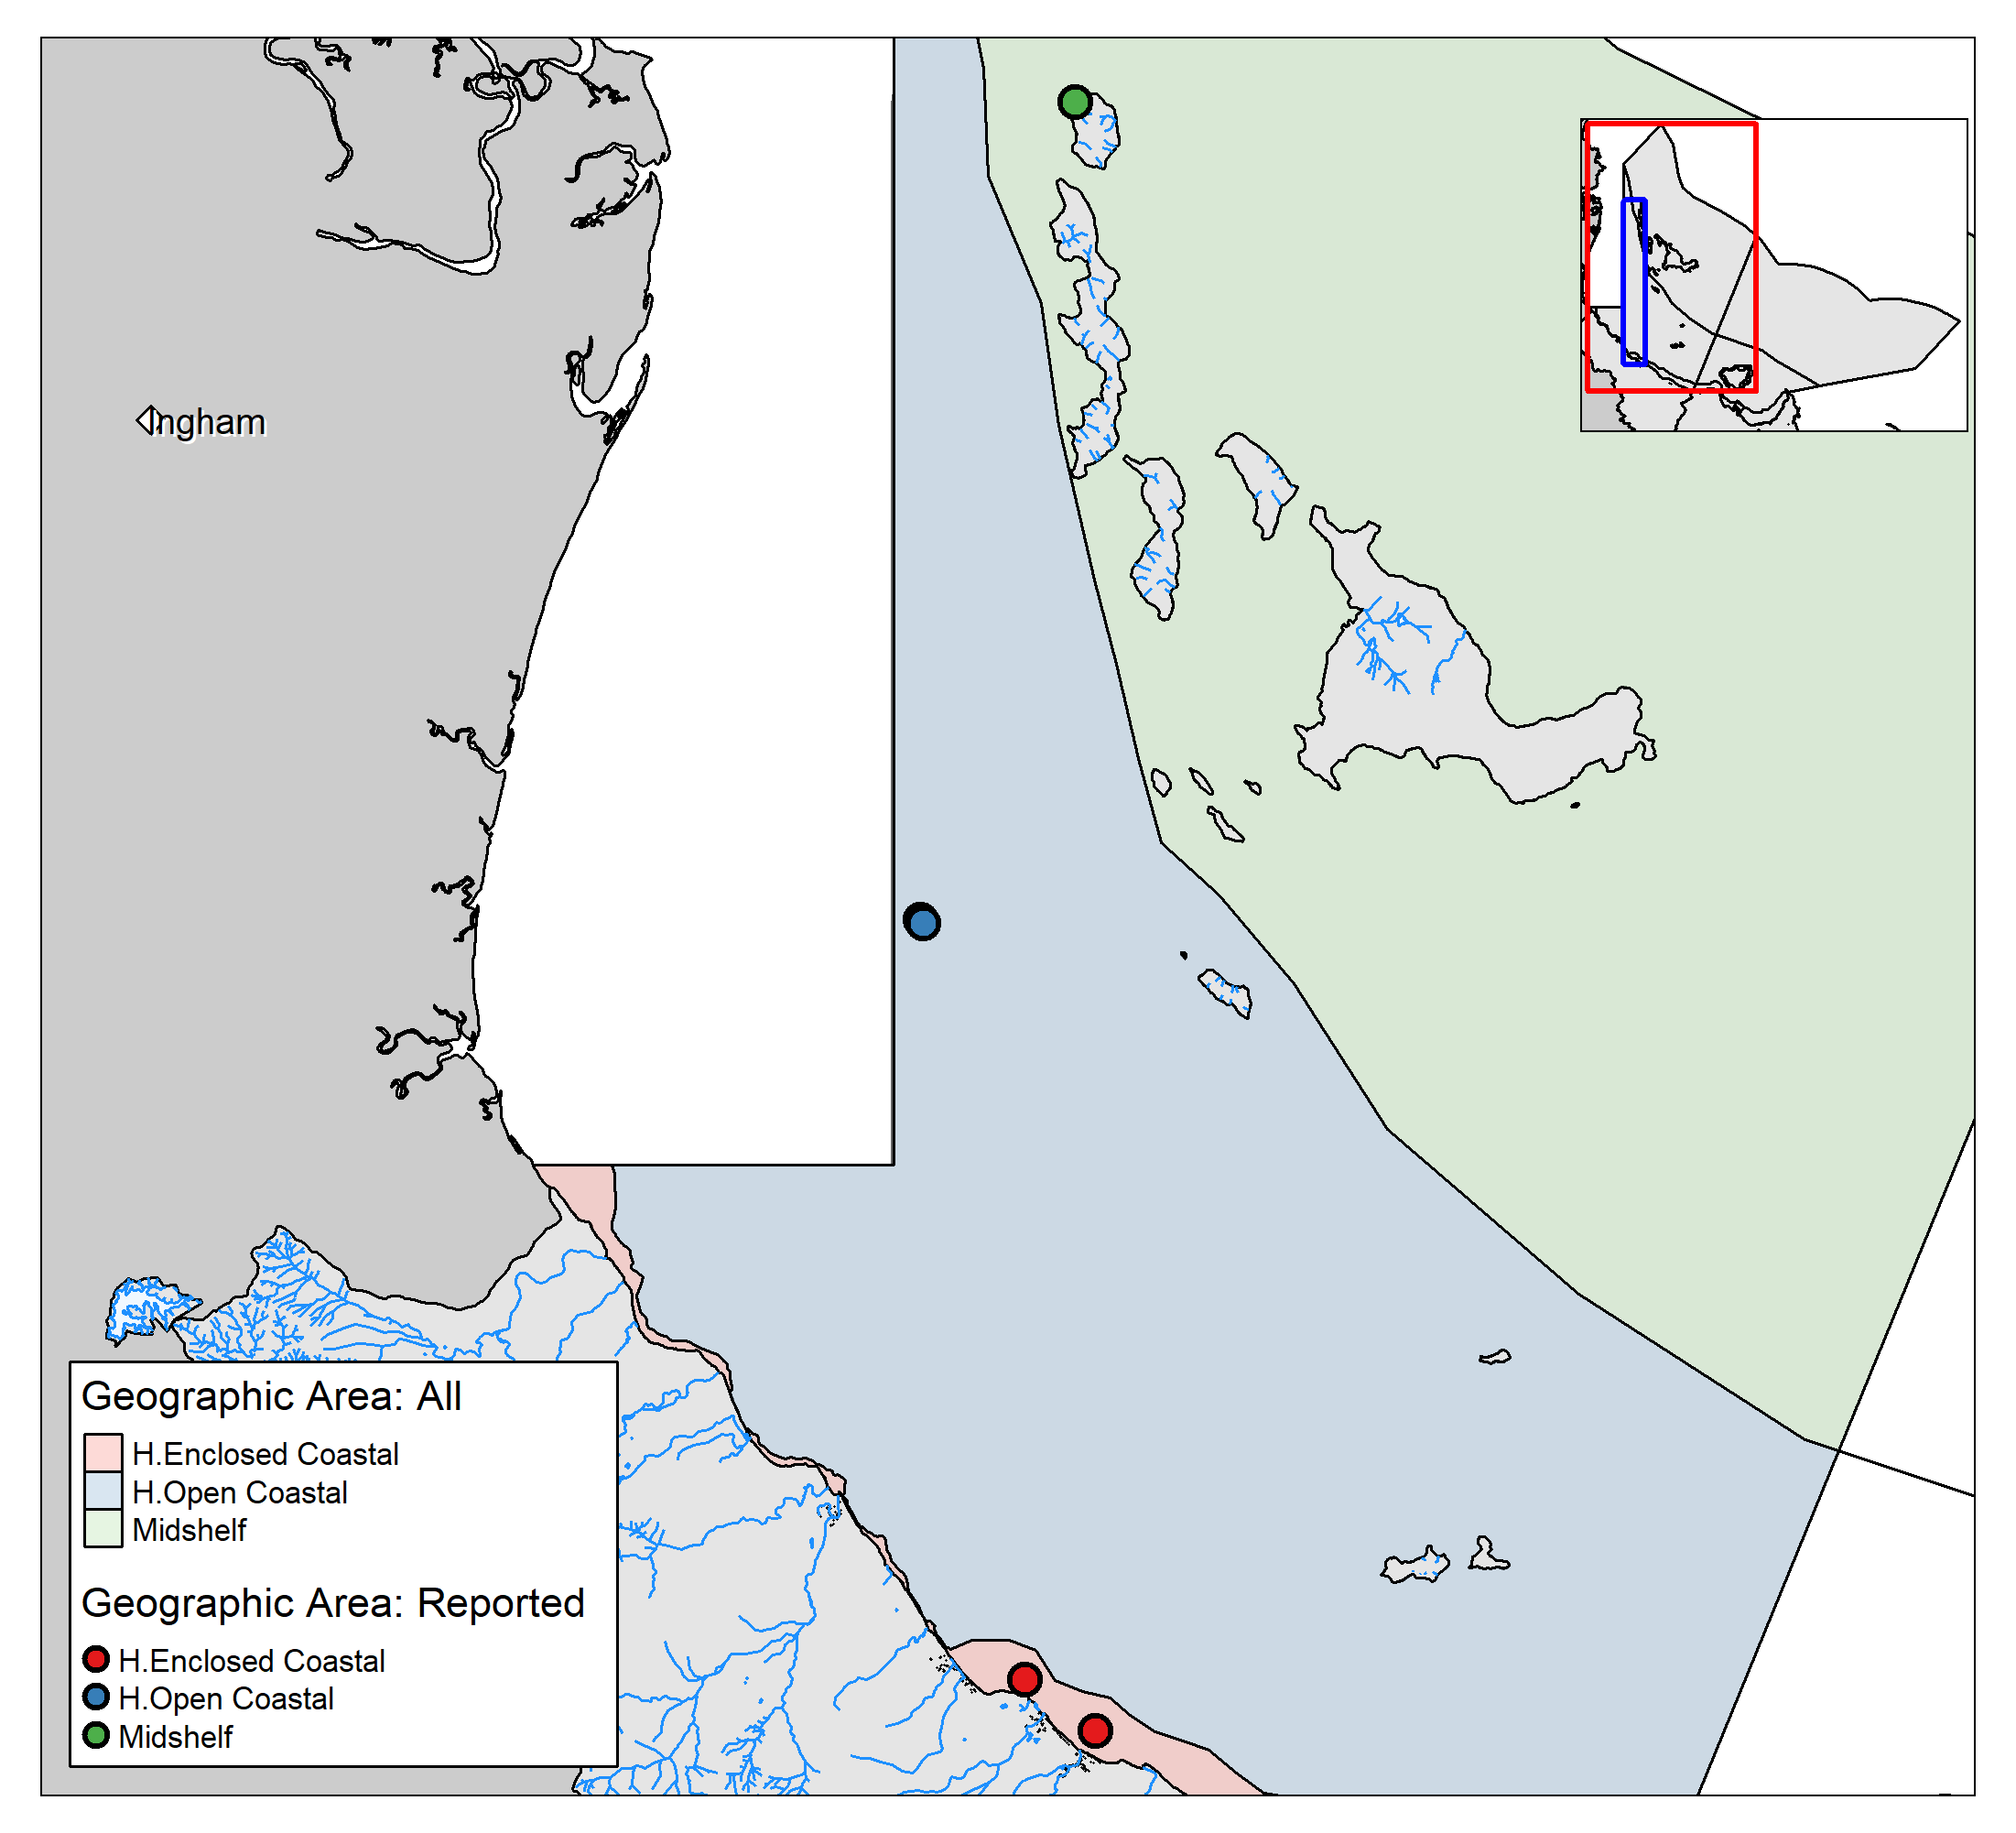 Ingham
Geographic Area: All
H.Enclosed Coastal
H.Open Coastal
Midshelf
Geographic Area: Reported
H.Enclosed Coastal
H.Open Coastal
Midshelf